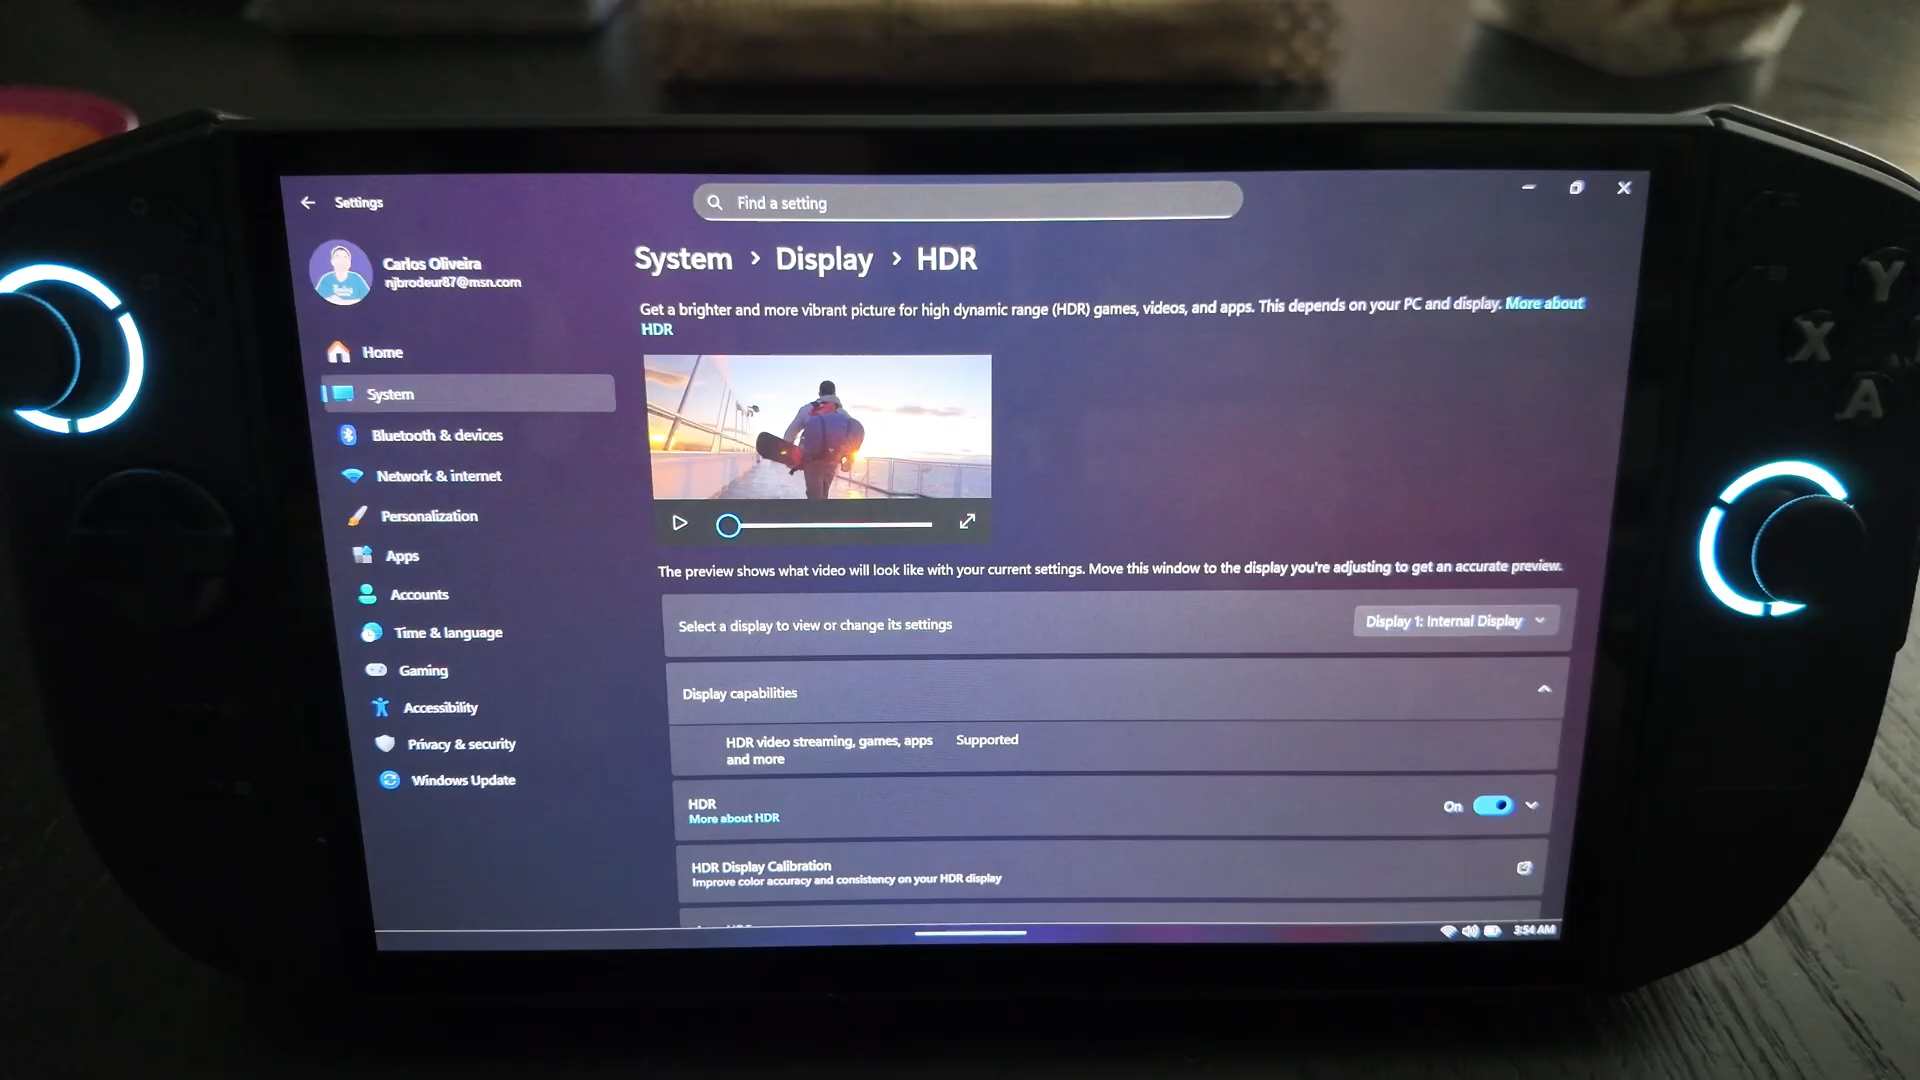 Settings
Find a setting
Carlos Oliveira
njbrodeur87@msn.com
Home
System
Bluetooth & devices
Network & internet
Personalization
Apps
Accounts
Time & language
Gaming
Accessibility
Privacy & security
Windows Update
System > Display > HDR
Get a brighter and more vibrant picture for high dynamic range (HDR) games, videos, and apps. This depends on your PC and display. More about
HDR
The preview shows what video will look like with your current settings. Move this window to the display you're adjusting to get an accurate preview.
Select a display to view or change its settings
Display 1: Internal Display
Display capabilities
HDR video streaming, games, apps
and more
Supported
HDR
More about HDR
On
HDR Display Calibration
Improve color accuracy and consistency on your HDR display
3:54 AM
Y
X
A